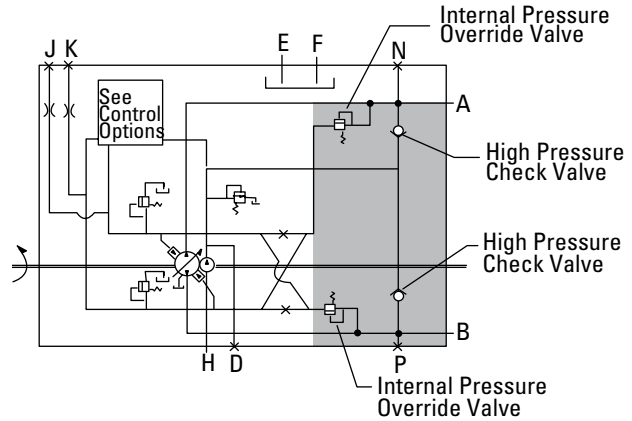 Internal Pressure
Override Valve
J K
E F
N
See
Control
Options
A
High Pressure
Check Valve
High Pressure
Check Valve
B
H D
P
Internal Pressure
Override Valve